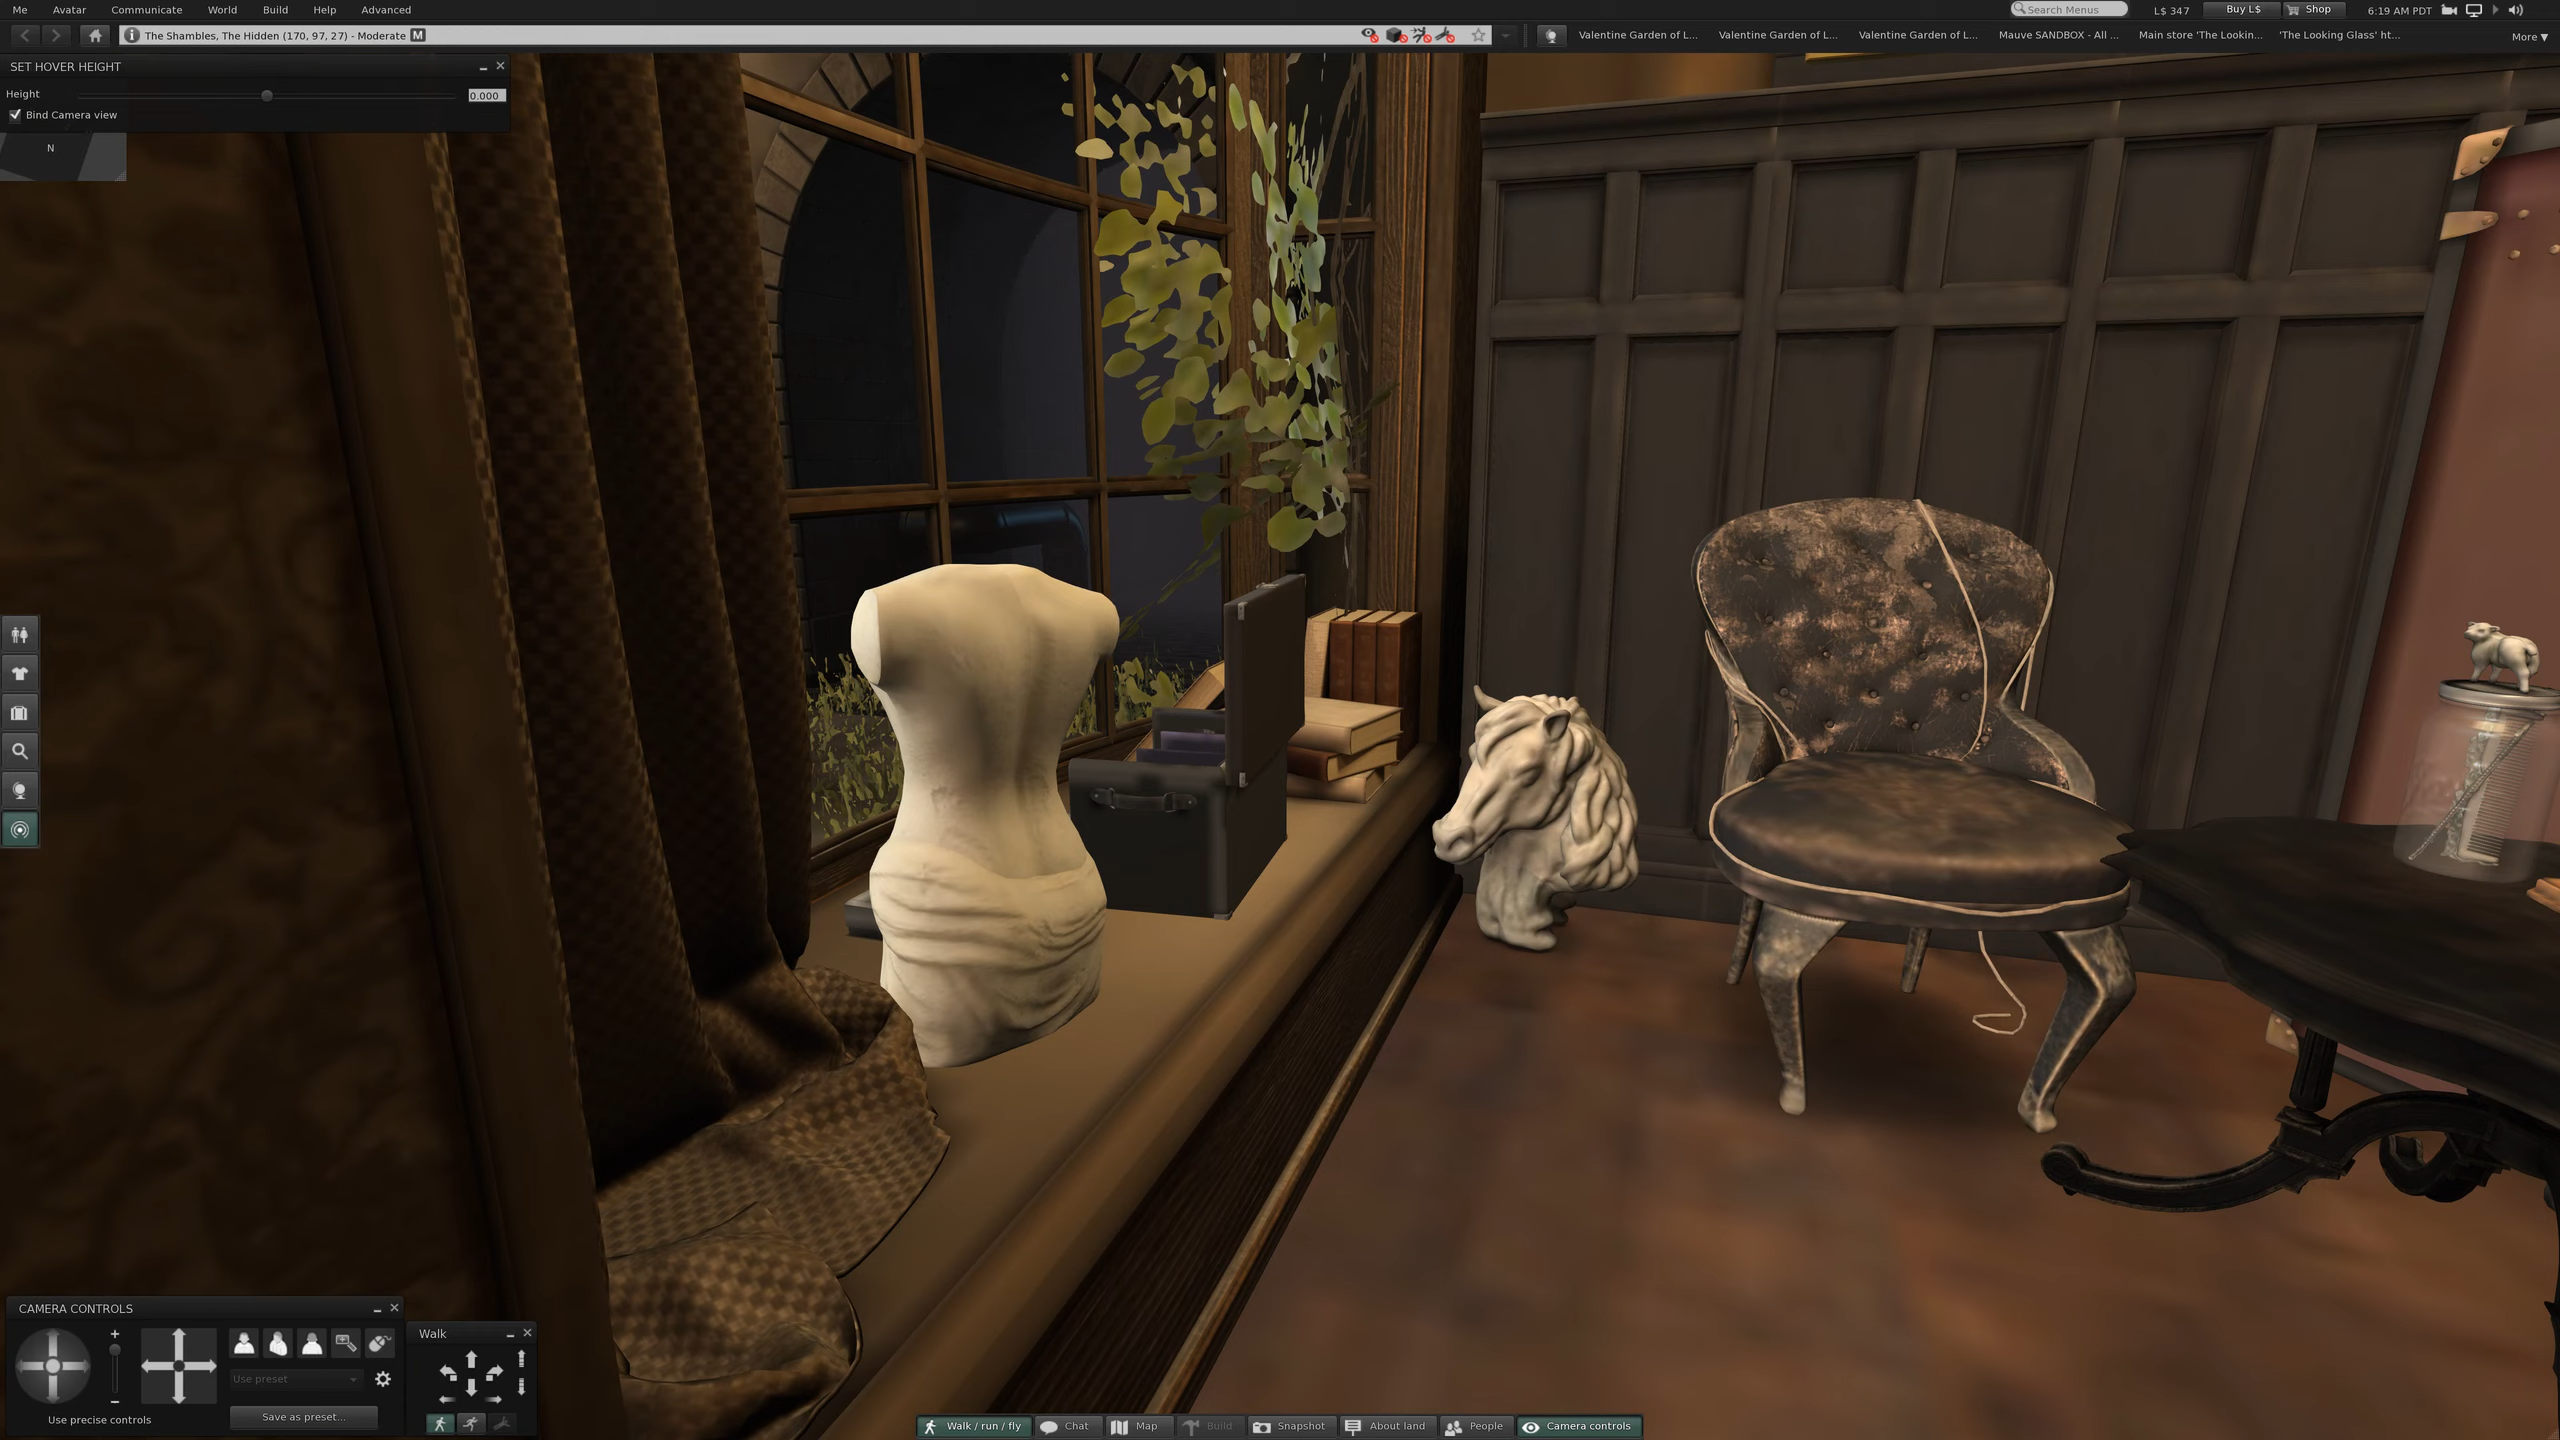 Me Avatar Communicate World Build Help Advanced
Search Menus L$ 347 Buy L$ Shop 6:19 AM PDT
The Shambles, The Hidden (170, 97, 27) - Moderate M
Valentine Garden of L... Valentine Garden of L... Valentine Garden of L... Mauve SANDBOX - All ... Main store 'The Lookin... 'The Looking Glass' ht... More
SET HOVER HEIGHT
Height 0.000
Bind Camera view
N
CAMERA CONTROLS
Use preset
Use precise controls
Save as preset...
Walk
Walk / run / fly Chat Map Build Snapshot About land People Camera controls